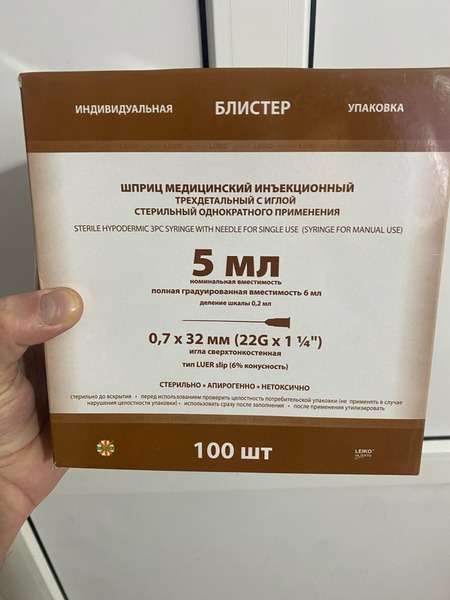 ИНДИВИДУАЛЬНАЯ БЛИСТЕР УПАКОВКА
ШПРИЦ МЕДИЦИНСКИЙ ИНЪЕКЦИОННЫЙ
ТРЕХДЕТАЛЬНЫЙ С ИГЛОЙ
СТЕРИЛЬНЫЙ ОДНОКРАТНОГО ПРИМЕНЕНИЯ
STERILE HYPODERMIC 3PC SYRINGE WITH NEEDLE FOR SINGLE USE (SYRINGE FOR MANUAL USE)
5 мл
номинальная вместимость
полная градуированная вместимость 6 мл
деление шкалы 0,2 мл
0,7 x 32 мм (22G x 1 ¼")
игла сверхтонкостенная
тип LUER slip (6% конусность)
СТЕРИЛЬНО • АПИРОГЕННО • НЕТОКСИЧНО
стерильно до вскрытия • перед использованием проверить целостность потребительской упаковки (не применять в случае
нарушения целостности упаковки) • использовать сразу после заполнения • после применения утилизировать
100 шт
LEIKO